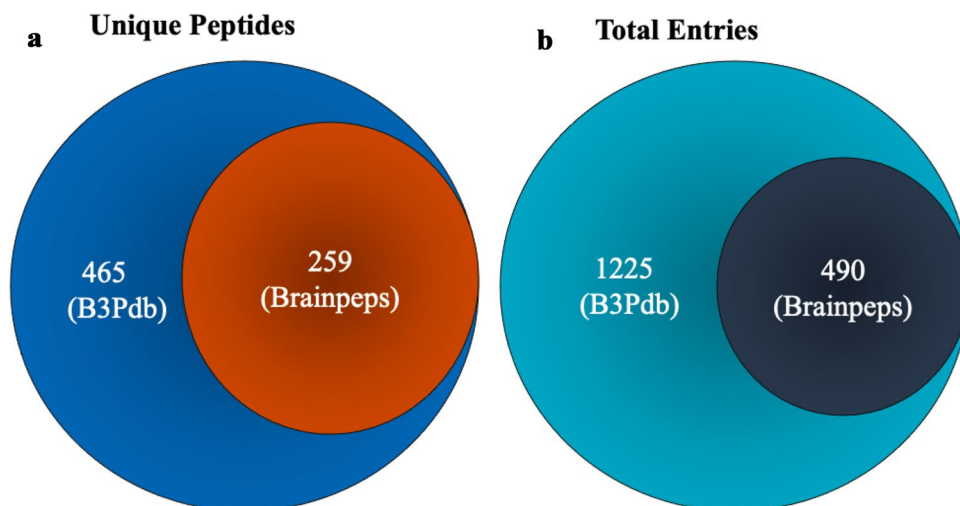 a
Unique Peptides
465
(B3Pdb)
259
(Brainpeps)
b
Total Entries
1225
(B3Pdb)
490
(Brainpeps)